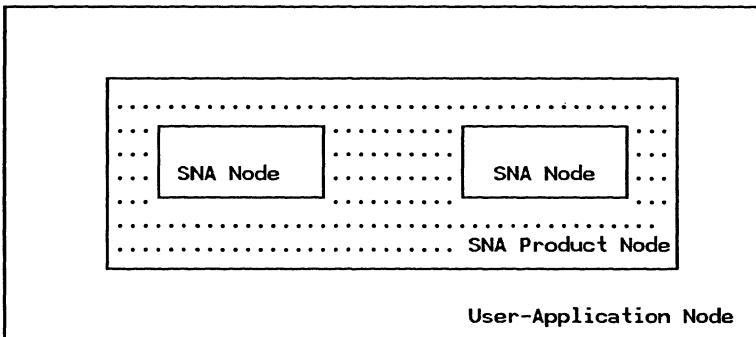 SNA Node
SNA Node
SNA Product Node
User-Application Node